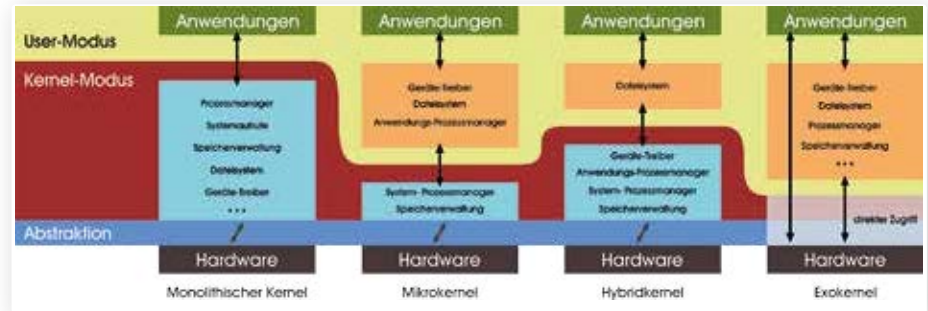 Anwendungen
Anwendungen
Anwendungen
Anwendungen
User-Modus
Kernel-Modus
Prozessmanager
Systemaufrufe
Speicherverwaltung
Dateisystem
Geräte-Treiber
...
Geräte-Treiber
Dateisystem
Anwendungs-Prozessmanager
System- Prozessmanager
Speicherverwaltung
Dateisystem
Geräte-Treiber
Anwendungs-Prozessmanager
System- Prozessmanager
Speicherverwaltung
Geräte-Treiber
Dateisystem
Prozessmanager
Speicherverwaltung
...
direkter Zugriff
Abstraktion
Hardware
Hardware
Hardware
Hardware
Monolithischer Kernel
Mikrokernel
Hybridkernel
Exokernel